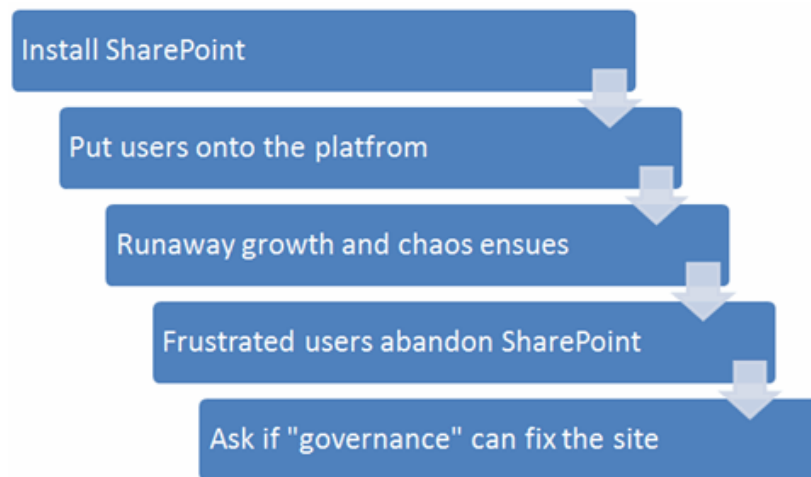 Install SharePoint
Put users onto the platfrom
Runaway growth and chaos ensues
Frustrated users abandon SharePoint
Ask if "governance" can fix the site